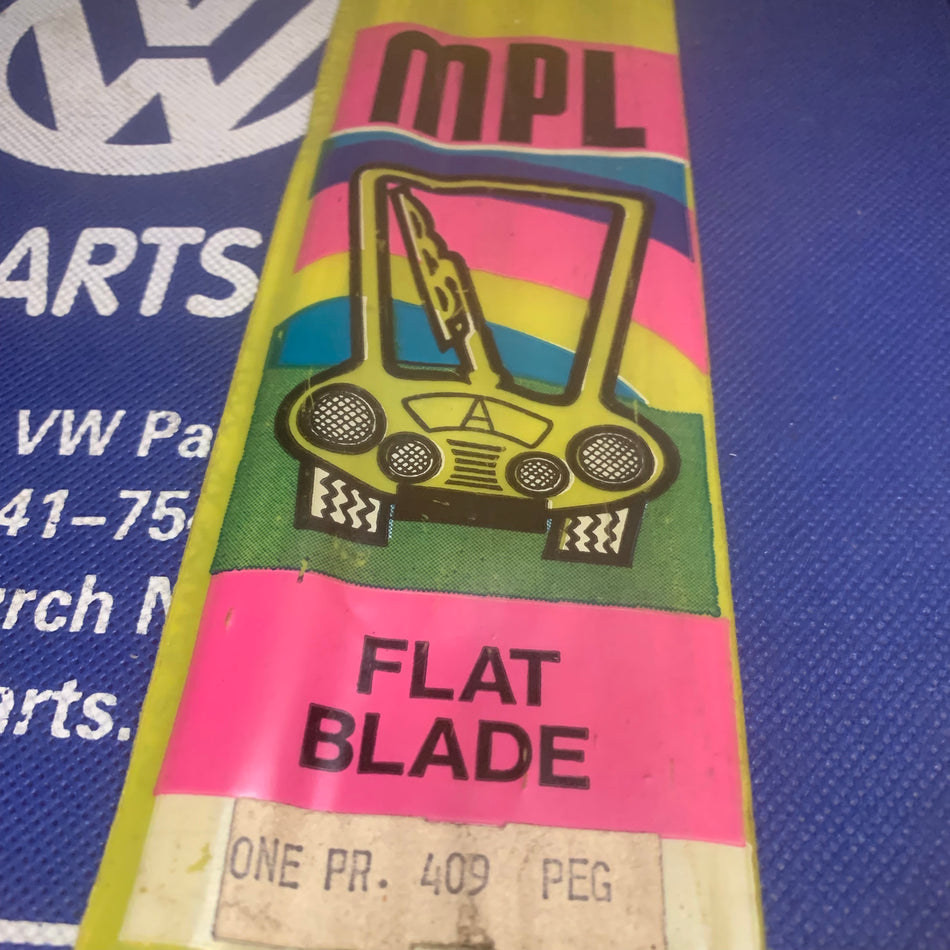 MPL
FLAT
BLADE
ONE PR. 409 PEG
ARTS
VW Pa
41-75
rch N
arts.